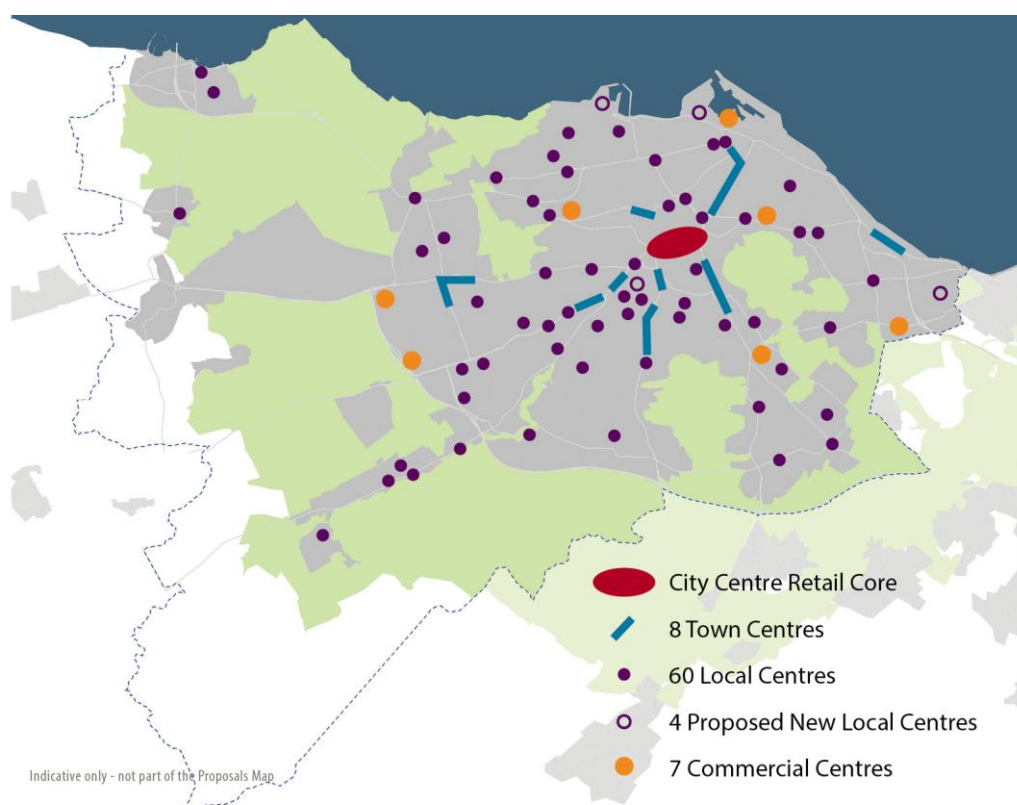 City Centre Retail Core
8 Town Centres
60 Local Centres
4 Proposed New Local Centres
7 Commercial Centres
Indicative only - not part of the Proposals Map